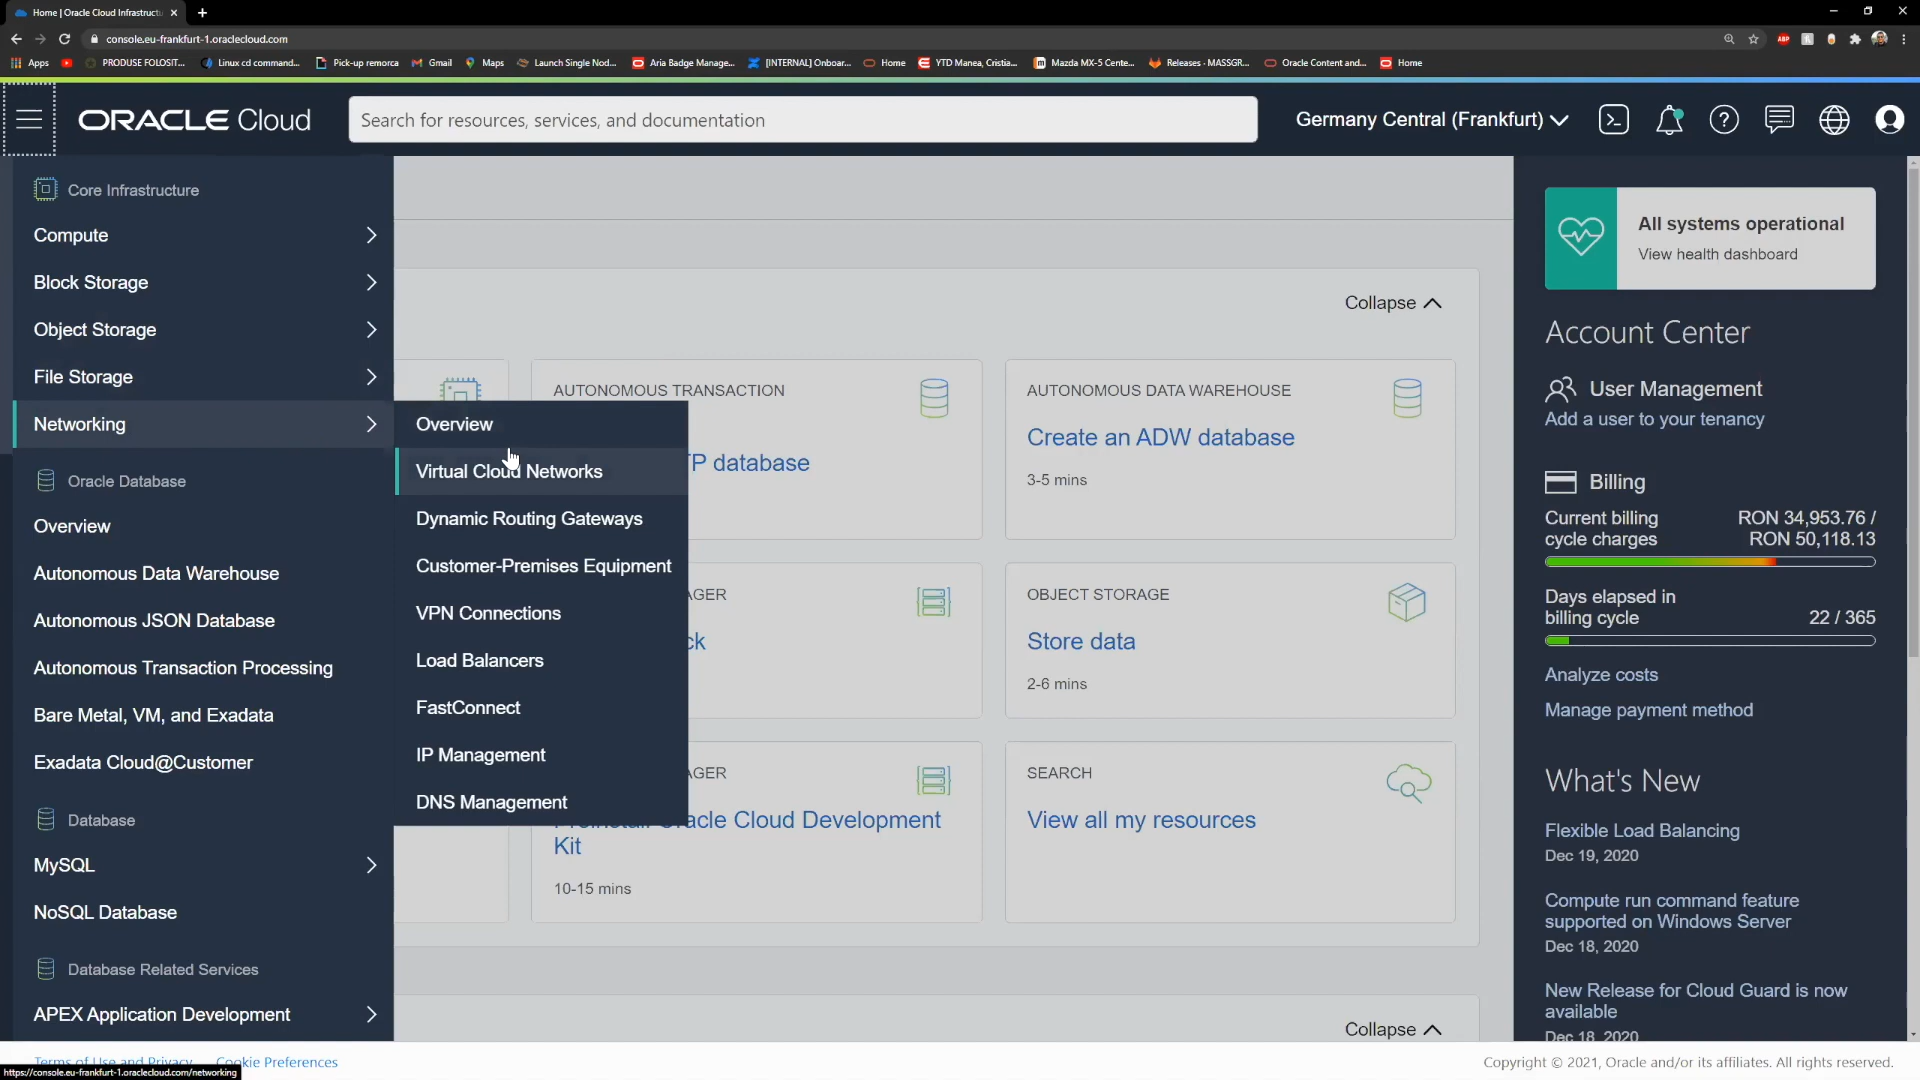 Home | Oracle Cloud Infrastructu
console.eu-frankfurt-1.oraclecloud.com
Apps
PRODUSE FOLOSIT...
Linux cd command...
Pick-up remorca
Gmail
Maps
Launch Single Nod...
Aria Badge Manage...
[INTERNAL] Onboar...
Home
YTD Manea, Cristia...
Mazda MX-5 Cente...
Releases · MASSGR...
Oracle Content and...
Home
ORACLE Cloud
Search for resources, services, and documentation
Germany Central (Frankfurt)
Core Infrastructure
Compute
Block Storage
Object Storage
File Storage
Networking
Oracle Database
Overview
Autonomous Data Warehouse
Autonomous JSON Database
Autonomous Transaction Processing
Bare Metal, VM, and Exadata
Exadata Cloud@Customer
Database
MySQL
NoSQL Database
Database Related Services
APEX Application Development
Overview
Virtual Cloud Networks
Dynamic Routing Gateways
Customer-Premises Equipment
VPN Connections
Load Balancers
FastConnect
IP Management
DNS Management
Collapse
AUTONOMOUS TRANSACTION
TP database
AUTONOMOUS DATA WAREHOUSE
Create an ADW database
3-5 mins
AGER
ck
OBJECT STORAGE
Store data
2-6 mins
AGER
Preinstall Oracle Cloud Development
Kit
10-15 mins
SEARCH
View all my resources
Collapse
All systems operational
View health dashboard
Account Center
User Management
Add a user to your tenancy
Billing
Current billing
cycle charges
RON 34,953.76 /
RON 50,118.13
Days elapsed in
billing cycle
22 / 365
Analyze costs
Manage payment method
What's New
Flexible Load Balancing
Dec 19, 2020
Compute run command feature
supported on Windows Server
Dec 18, 2020
New Release for Cloud Guard is now
available
Dec 18, 2020
Terms of Use and Privacy
Cookie Preferences
https://console.eu-frankfurt-1.oraclecloud.com/networking
Copyright © 2021, Oracle and/or its affiliates. All rights reserved.